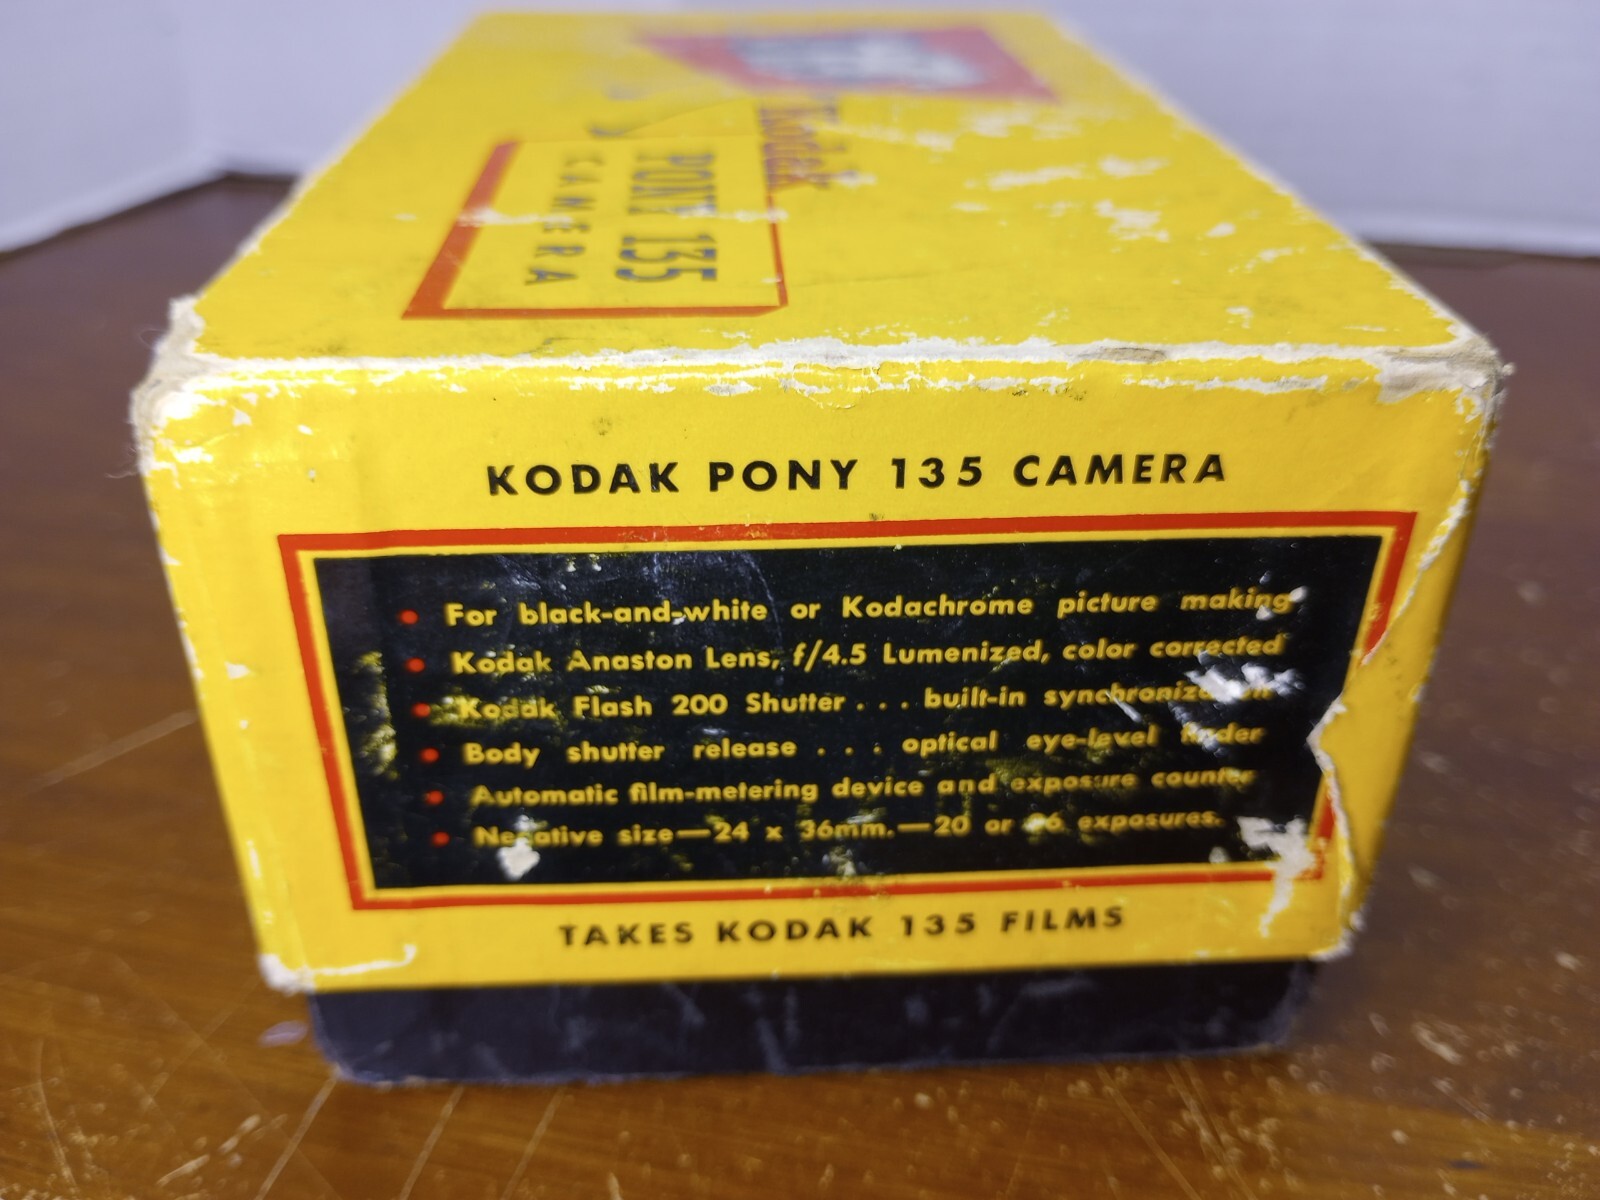 Kodak
PONY 135
CAMERA
KODAK PONY 135 CAMERA
• For black-and-white or Kodachrome picture making
• Kodak Anaston Lens, f/4.5 Lumenized, color corrected
• Kodak Flash 200 Shutter . . . built-in synchronization
• Body shutter release . . . optical eye-level finder
• Automatic film-metering device and exposure counter
• Negative size—24 x 36mm.—20 or exposures.
TAKES KODAK 135 FILMS